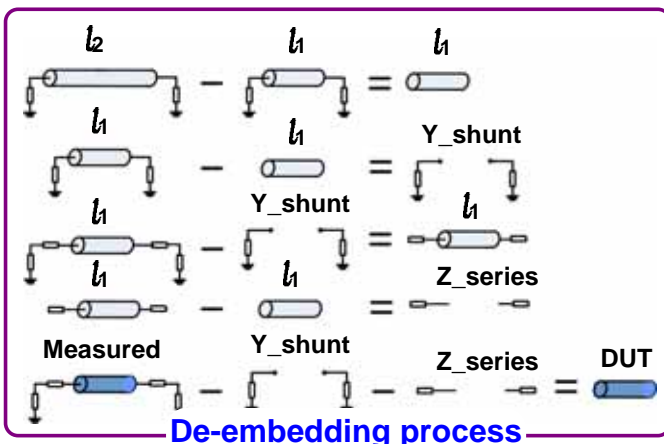 l2 l1 l1
l1 l1 Y_shunt
l1 Y_shunt l1
l1 l1 Z_series
Measured Y_shunt Z_series DUT
De-embedding process